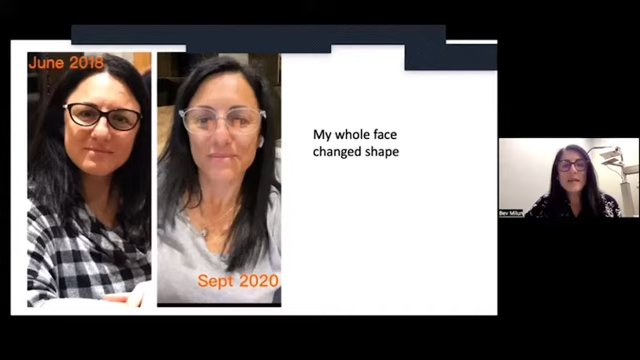 June 2018
My whole face
changed shape
Bev Milun
Sept 2020